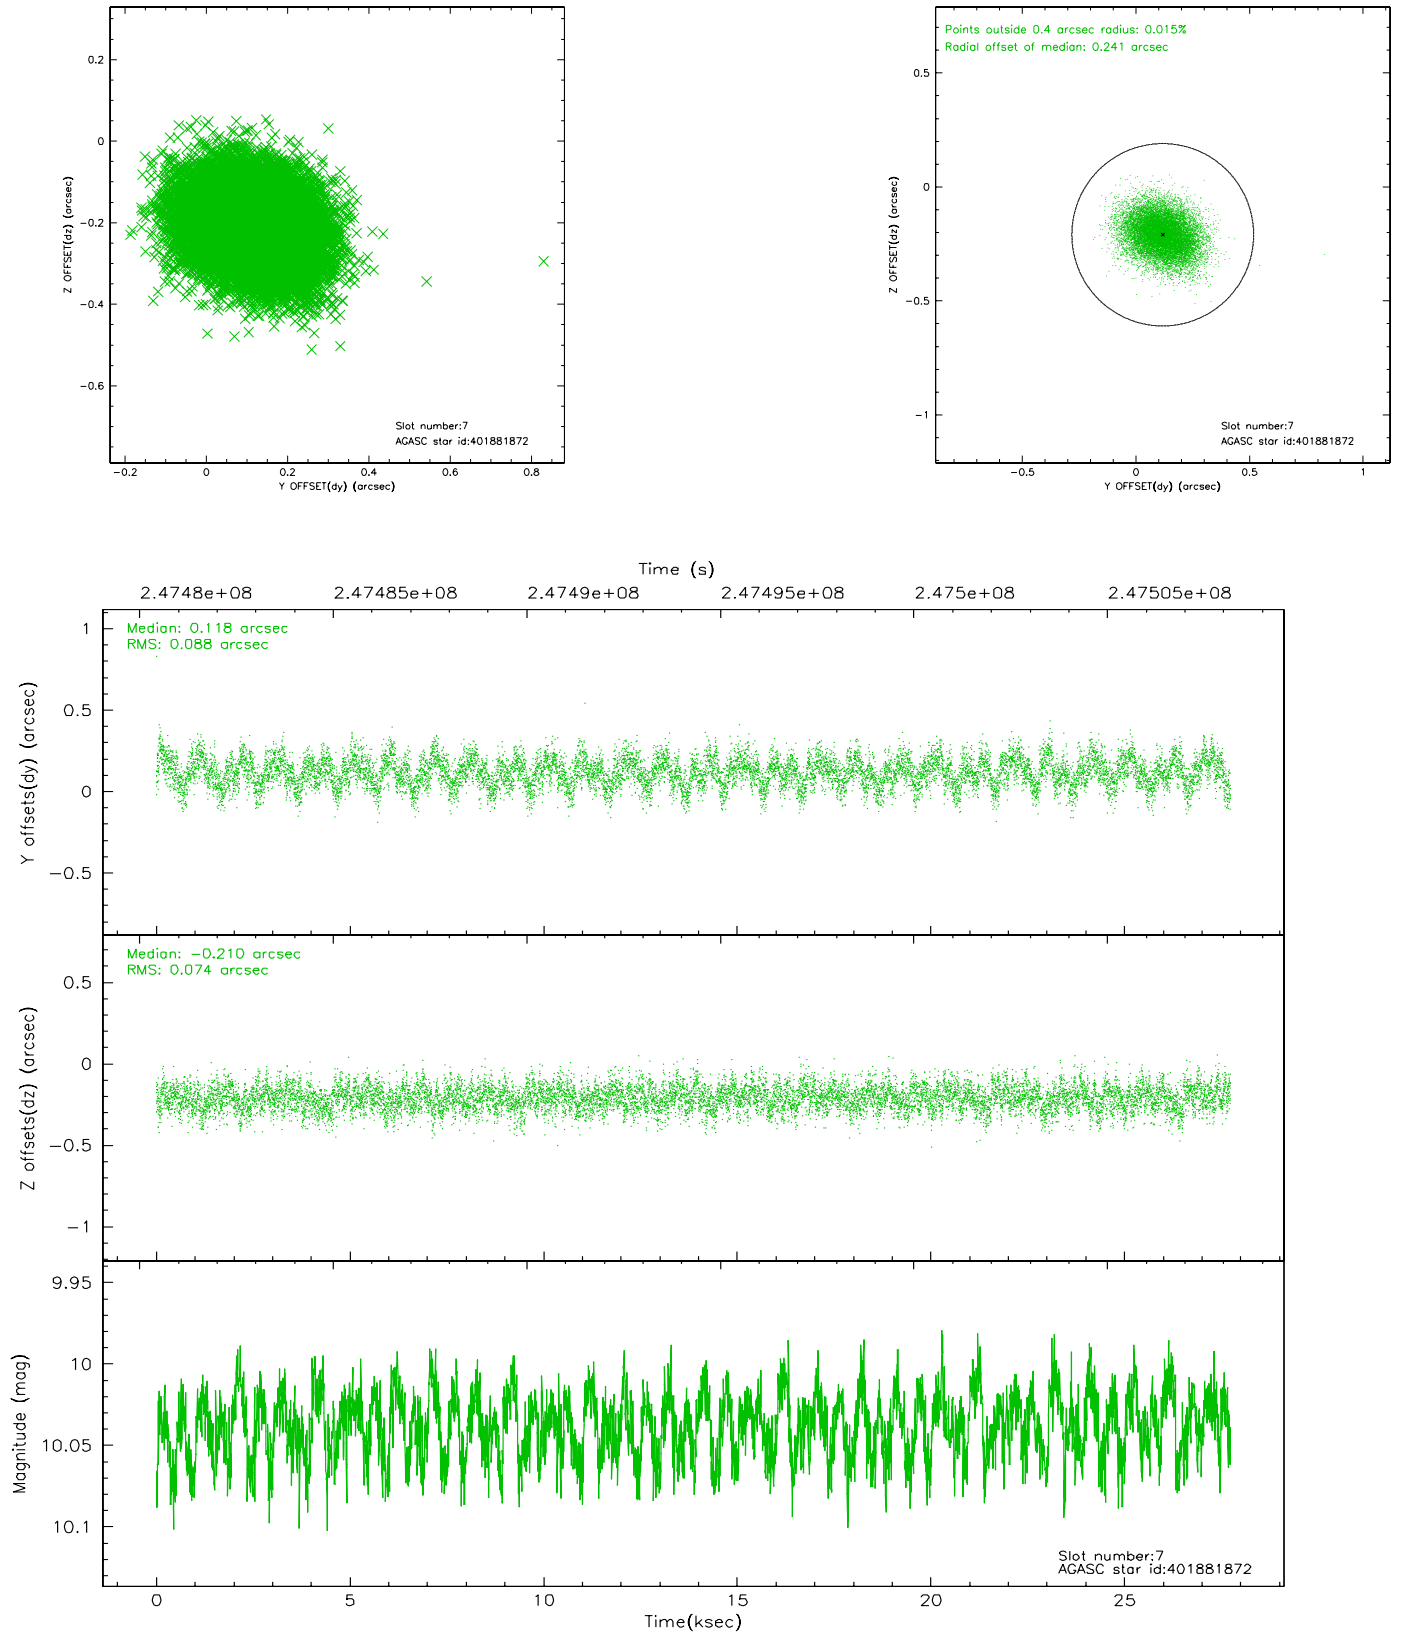 0.2
0
-0.2
-0.4
-0.6
Z OFFSET(dz) (arcsec)
Slot number:7
AGASC star id:401881872
-0.2 0 0.2 0.4 0.6 0.8
Y OFFSET(dy) (arcsec)
Points outside 0.4 arcsec radius: 0.015%
Radial offset of median: 0.241 arcsec
0.5
0
-0.5
-1
Z OFFSET(dz) (arcsec)
Slot number:7
AGASC star id:401881872
-0.5 0 0.5 1
Y OFFSET(dy) (arcsec)
Time (s)
2.4748e+08 2.47485e+08 2.4749e+08 2.47495e+08 2.475e+08 2.47505e+08
Median: 0.118 arcsec
RMS: 0.088 arcsec
1
0.5
0
-0.5
Y offsets(dy) (arcsec)
Median: -0.210 arcsec
RMS: 0.074 arcsec
0.5
0
-0.5
-1
Z offsets(dz) (arcsec)
9.95
10
10.05
10.1
Magnitude (mag)
Slot number:7
AGASC star id:401881872
0 5 10 15 20 25
Time(ksec)